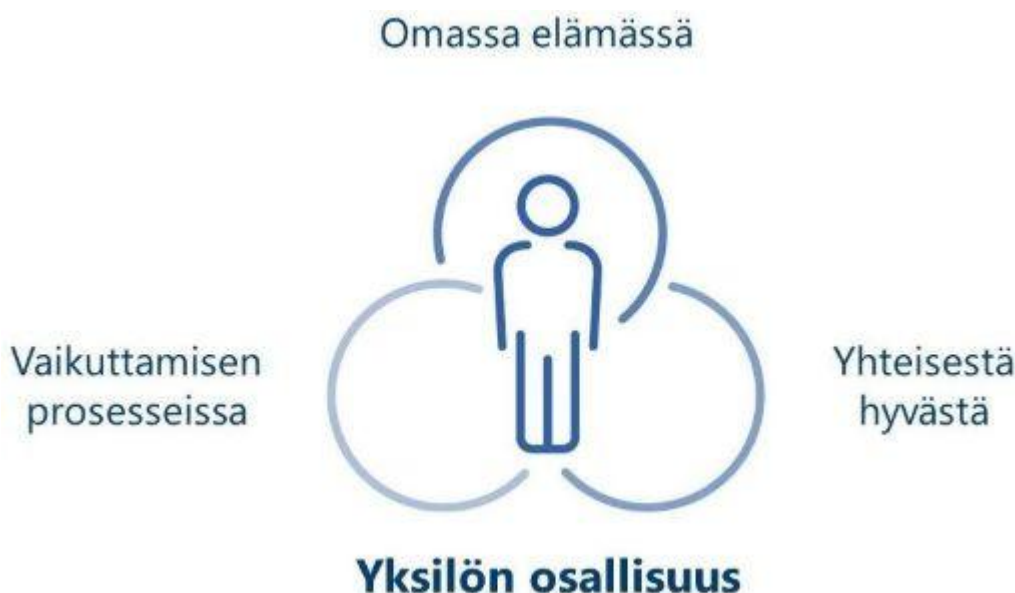 Omassa elämässä
Vaikuttamisen
prosesseissa
Yhteisestä
hyvästä
Yksilön osallisuus